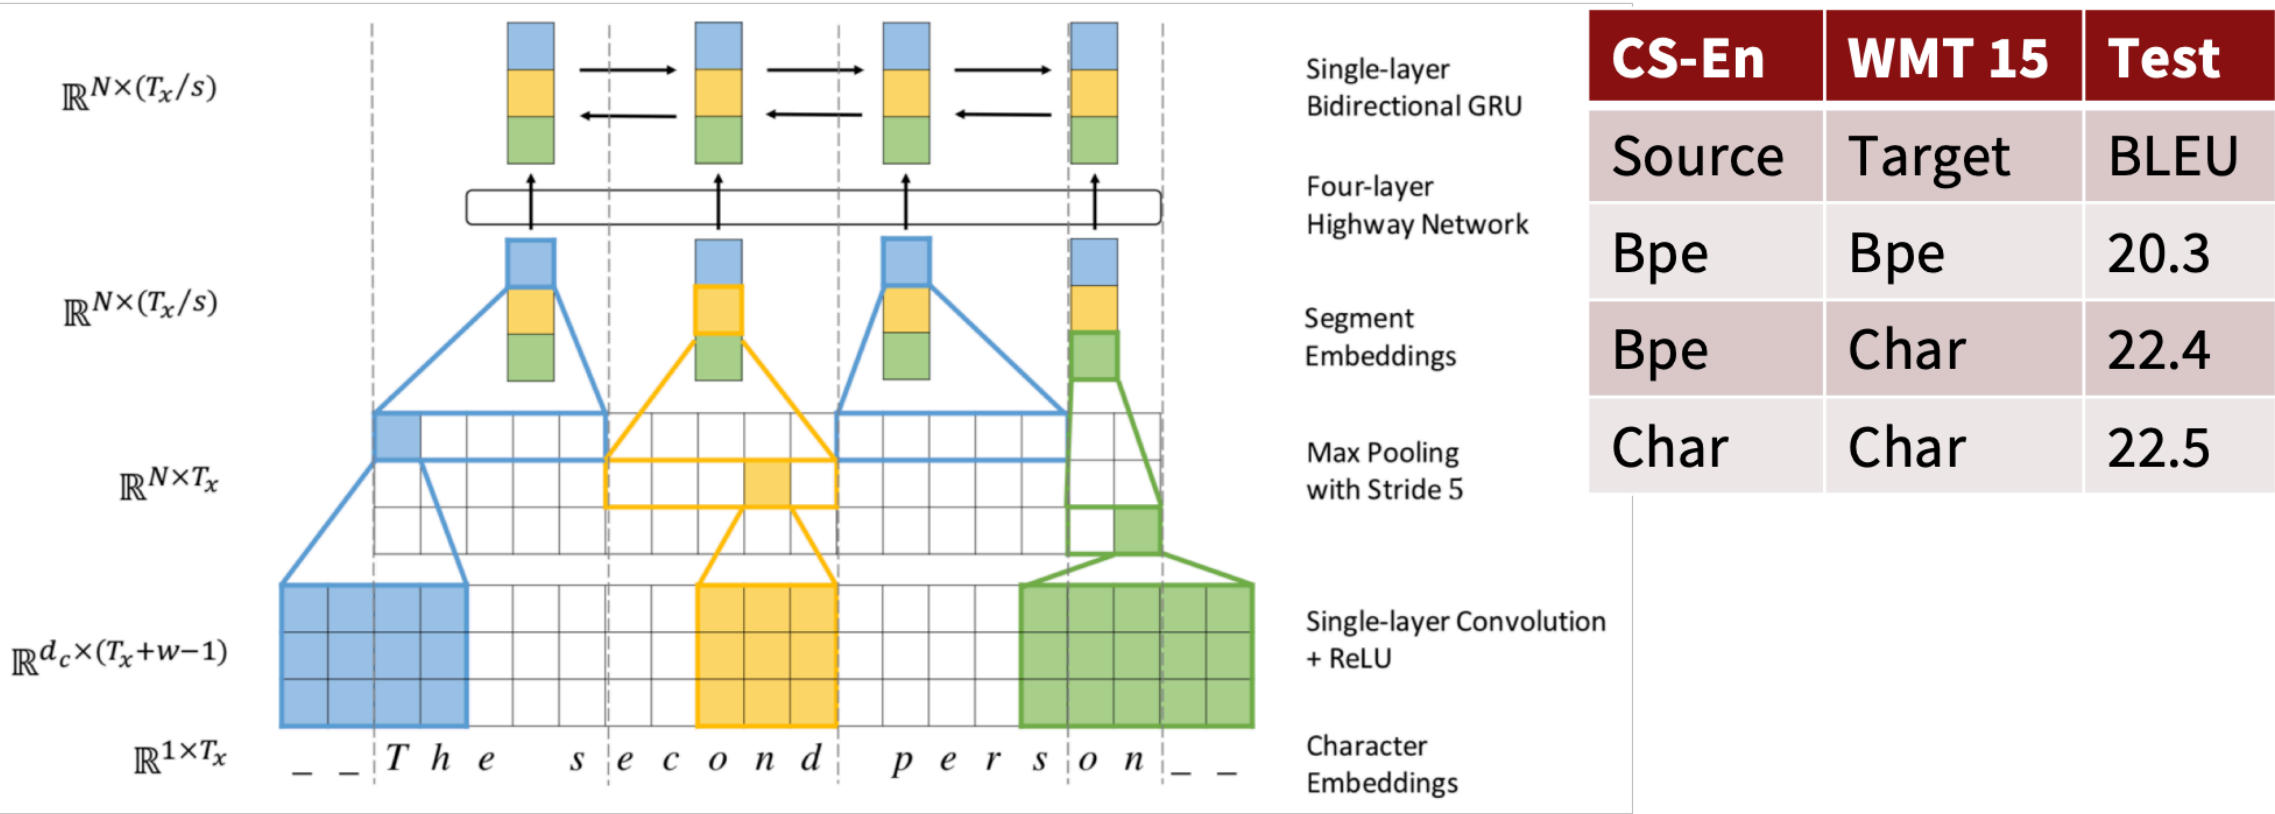 ℝ^{N×(T_x/s)}
Single-layer
Bidirectional GRU
Four-layer
Highway Network
ℝ^{N×(T_x/s)}
Segment
Embeddings
ℝ^{N×T_x}
Max Pooling
with Stride 5
ℝ^{d_c×(T_x+w−1)}
Single-layer Convolution
+ ReLU
ℝ^{1×T_x}
_ _ T h e s e c o n d p e r s o n _ _
Character
Embeddings
CS-En WMT 15 Test
Source Target BLEU
Bpe Bpe 20.3
Bpe Char 22.4
Char Char 22.5